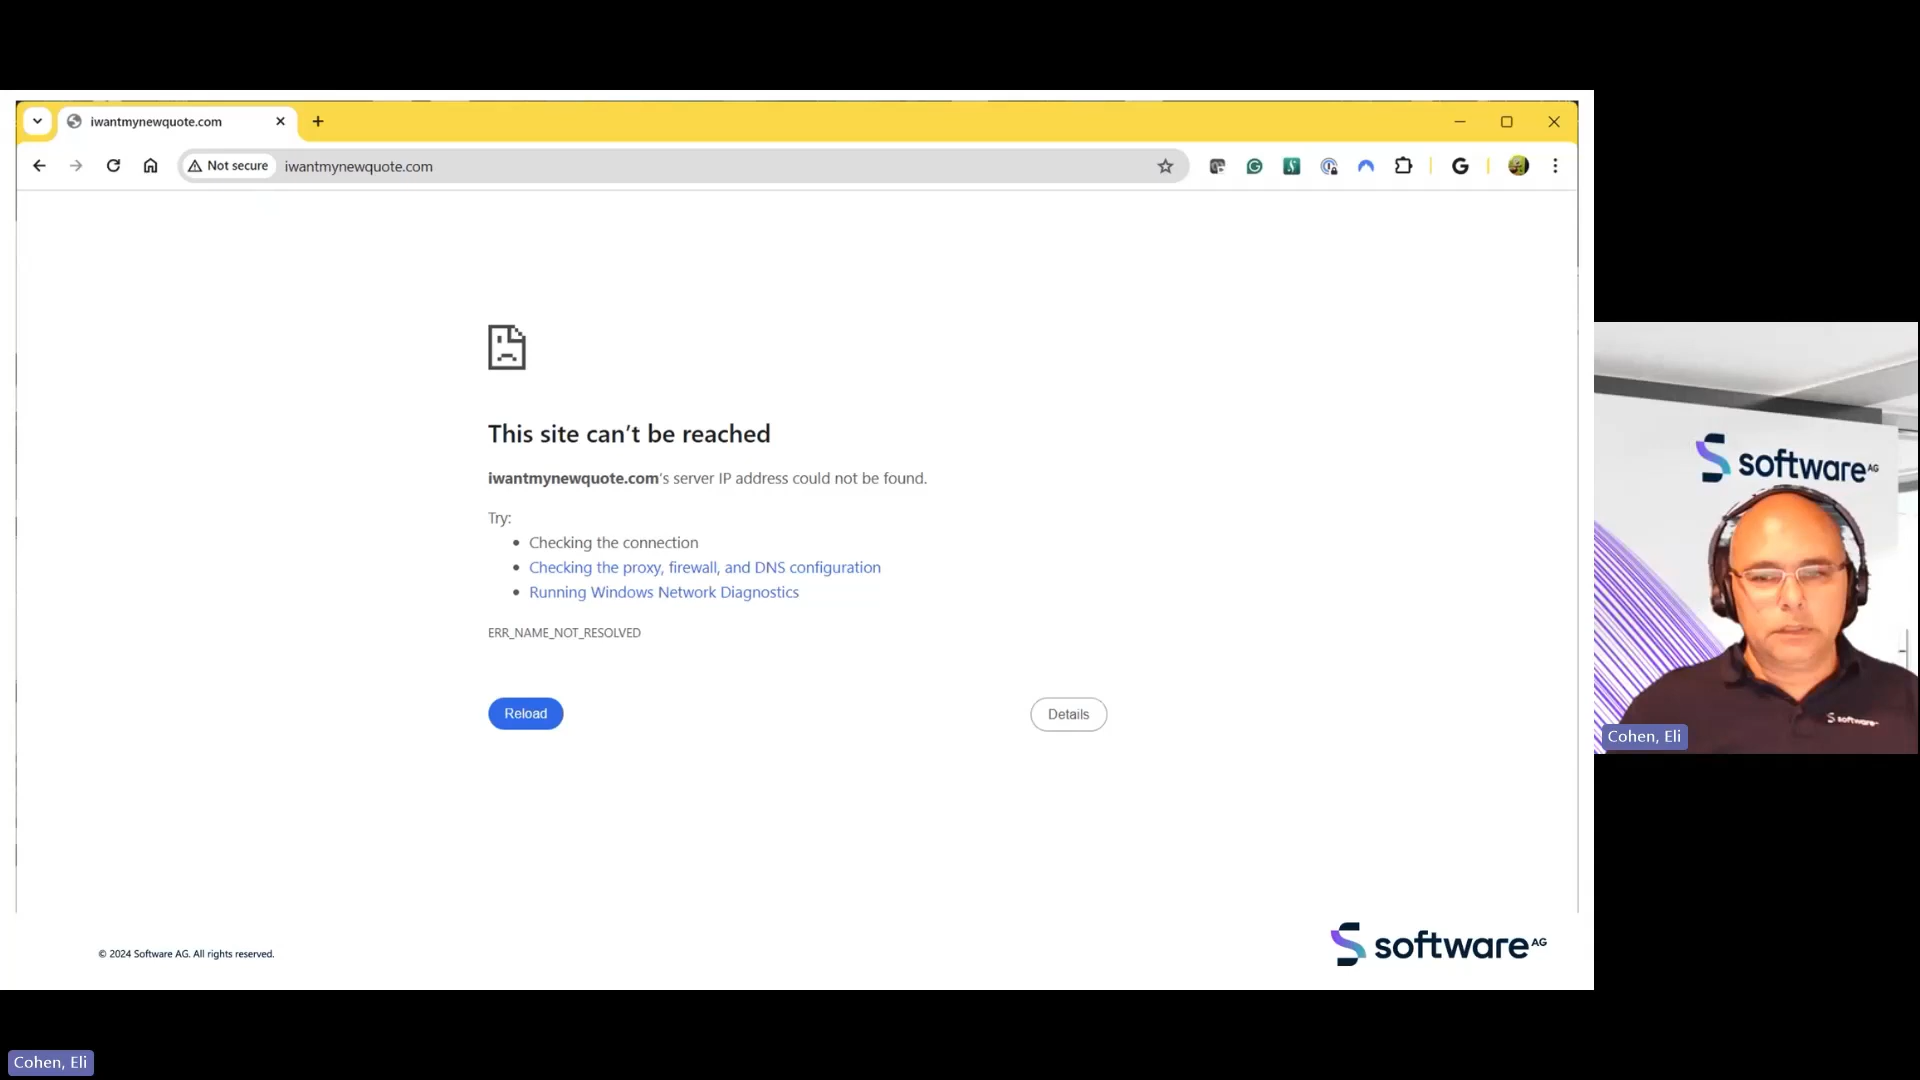 iwantmynewquote.com
Not secure
iwantmynewquote.com
This site can’t be reached
iwantmynewquote.com's server IP address could not be found.
Try:
Checking the connection
Checking the proxy, firewall, and DNS configuration
Running Windows Network Diagnostics
ERR_NAME_NOT_RESOLVED
Reload
Details
© 2024 Software AG. All rights reserved.
software AG
software AG
software
Cohen, Eli
Cohen, Eli